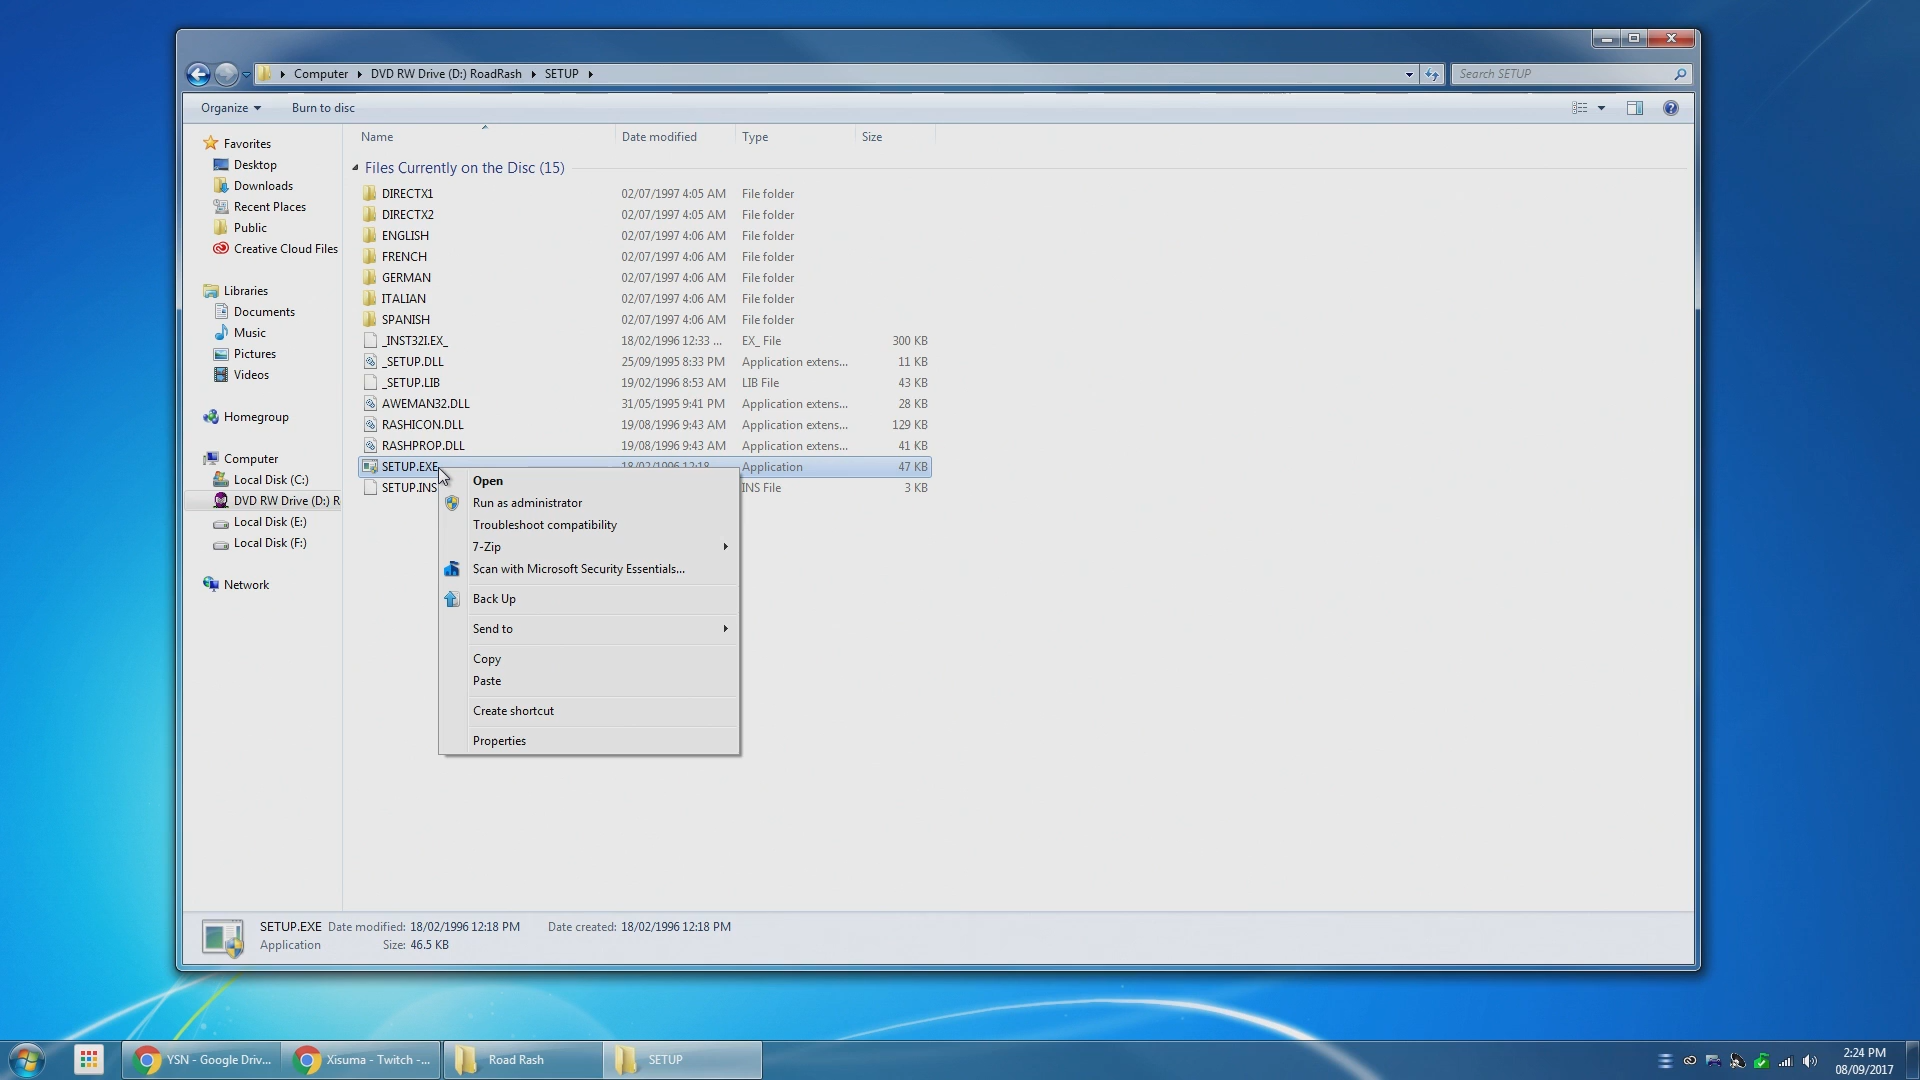 Computer ▸ DVD RW Drive (D:) RoadRash ▸ SETUP ▸
Search SETUP
Organize
Burn to disc
Name Date modified Type Size
Favorites
Desktop
Downloads
Recent Places
Public
Creative Cloud Files
Libraries
Documents
Music
Pictures
Videos
Homegroup
Computer
Local Disk (C:)
DVD RW Drive (D:) R
Local Disk (E:)
Local Disk (F:)
Network
Files Currently on the Disc (15)
DIRECTX1 02/07/1997 4:05 AM File folder
DIRECTX2 02/07/1997 4:05 AM File folder
ENGLISH 02/07/1997 4:06 AM File folder
FRENCH 02/07/1997 4:06 AM File folder
GERMAN 02/07/1997 4:06 AM File folder
ITALIAN 02/07/1997 4:06 AM File folder
SPANISH 02/07/1997 4:06 AM File folder
_INST32I.EX_ 18/02/1996 12:33 ... EX_ File 300 KB
_SETUP.DLL 25/09/1995 8:33 PM Application extens... 11 KB
_SETUP.LIB 19/02/1996 8:53 AM LIB File 43 KB
AWEMAN32.DLL 31/05/1995 9:41 PM Application extens... 28 KB
RASHICON.DLL 19/08/1996 9:43 AM Application extens... 129 KB
RASHPROP.DLL 19/08/1996 9:43 AM Application extens... 41 KB
SETUP.EXE 18/02/1996 12:18 Application 47 KB
SETUP.INS INS File 3 KB
Open
Run as administrator
Troubleshoot compatibility
7-Zip
Scan with Microsoft Security Essentials...
Back Up
Send to
Copy
Paste
Create shortcut
Properties
SETUP.EXE Date modified: 18/02/1996 12:18 PM Date created: 18/02/1996 12:18 PM
Application Size: 46.5 KB
YSN - Google Driv...
Xisuma - Twitch -...
Road Rash
SETUP
2:24 PM
08/09/2017